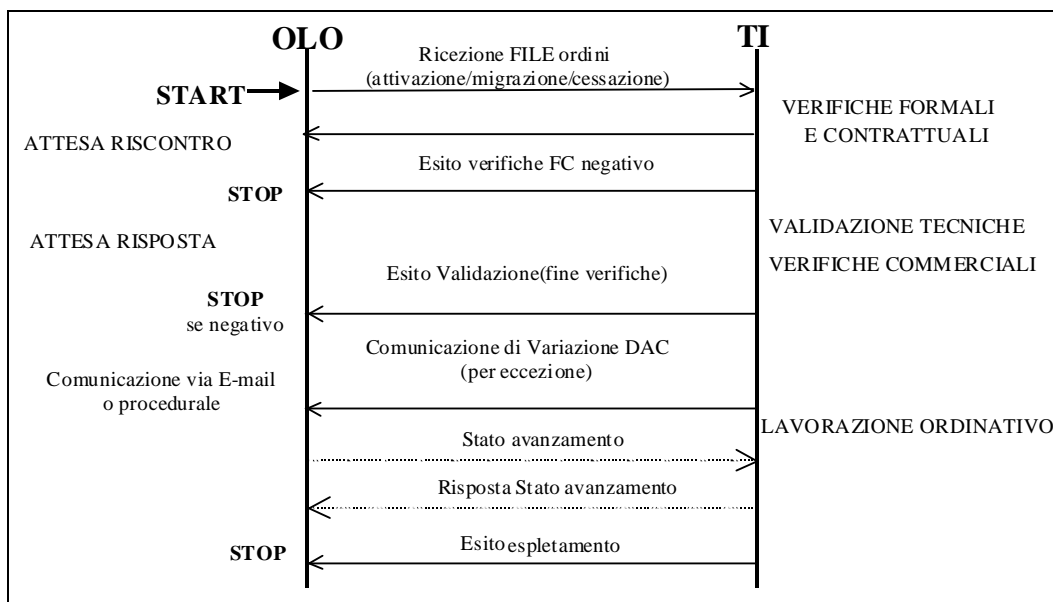 OLO
TI
Ricezione FILE ordini
(attivazione/migrazione/cessazione)
START
VERIFICHE FORMALI
E CONTRATTUALI
ATTESA RISCONTRO
Esito verifiche FC negativo
STOP
VALIDAZIONE TECNICHE
ATTESA RISPOSTA
VERIFICHE COMMERCIALI
Esito Validazione(fine verifiche)
STOP
se negativo
Comunicazione di Variazione DAC
(per eccezione)
Comunicazione via E-mail
o procedurale
LAVORAZIONE ORDINATIVO
Stato avanzamento
Risposta Stato avanzamento
Esito espletamento
STOP